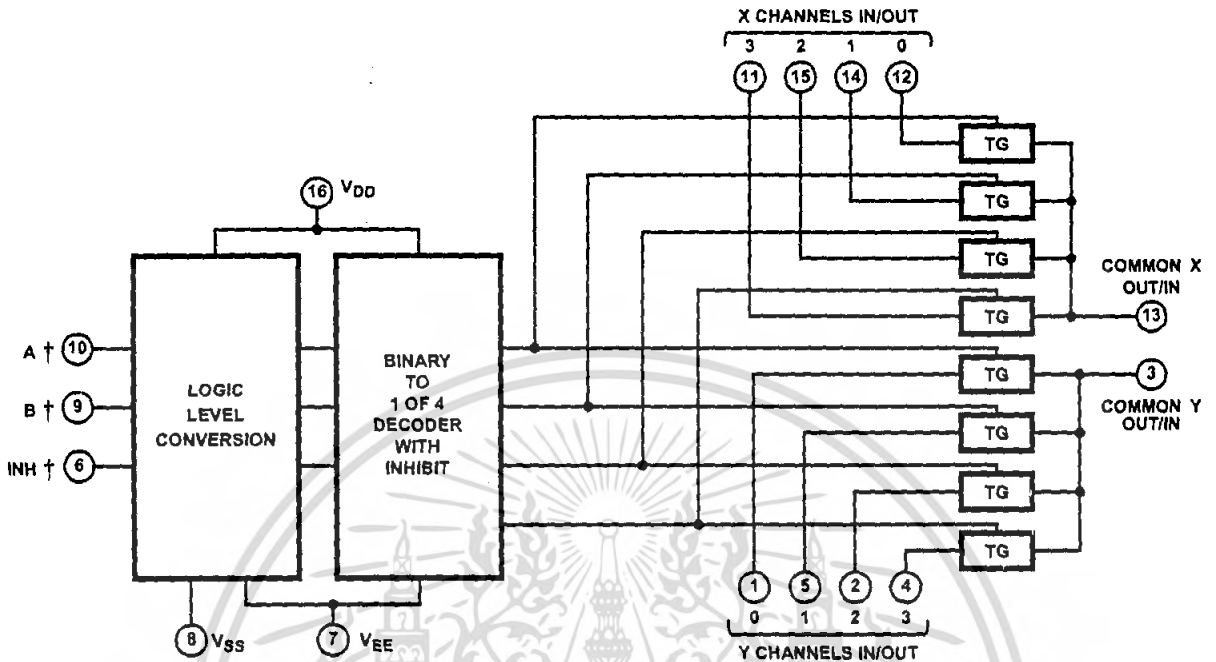 X CHANNELS IN/OUT
3 2 1 0
11 15 14 12
TG
TG
TG
TG
COMMON X
OUT/IN
13
16 VDD
A † 10
B † 9
INH † 6
LOGIC
LEVEL
CONVERSION
BINARY
TO
1 OF 4
DECODER
WITH
INHIBIT
TG
TG
TG
TG
3
COMMON Y
OUT/IN
8 VSS
7 VEE
1 5 2 4
0 1 2 3
Y CHANNELS IN/OUT